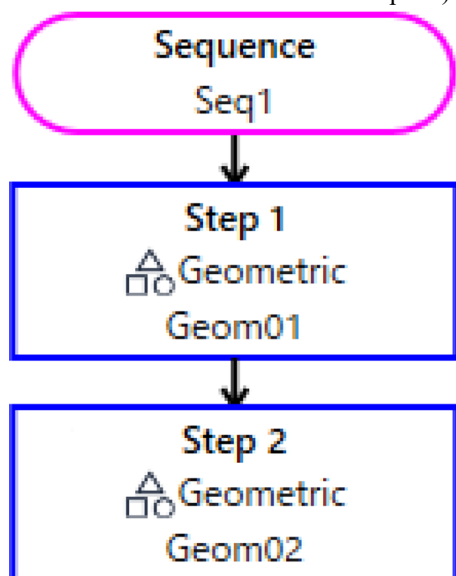 Sequence
Seq1
Step 1
Geometric
Geom01
Step 2
Geometric
Geom02